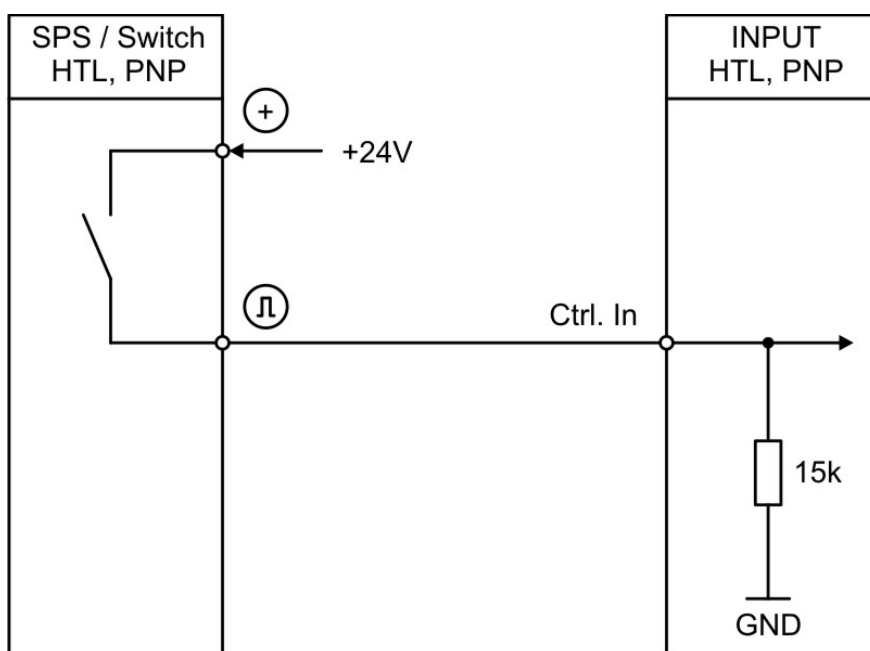 SPS / Switch
HTL, PNP
INPUT
HTL, PNP
+
+24V
Ctrl. In
15k
GND